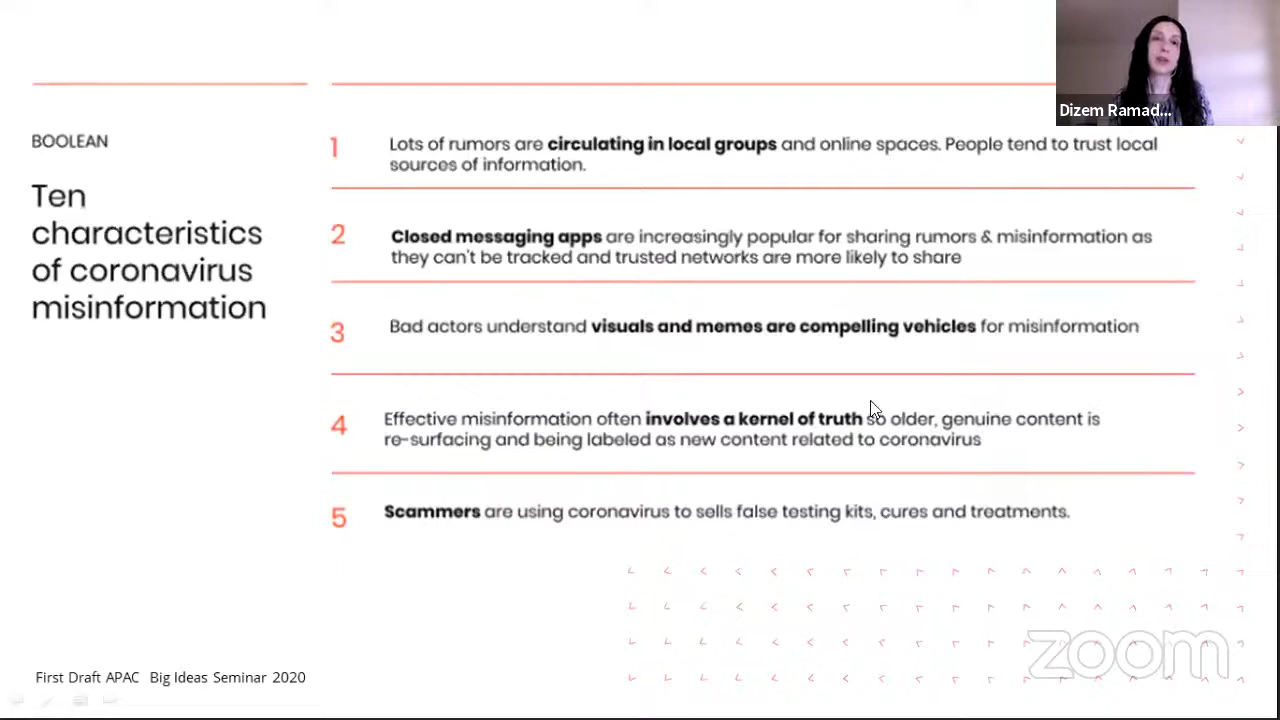 Dizem Ramad...
BOOLEAN
Ten
characteristics
of coronavirus
misinformation
1
Lots of rumors are circulating in local groups and online spaces. People tend to trust local
sources of information.
2
Closed messaging apps are increasingly popular for sharing rumors & misinformation as
they can't be tracked and trusted networks are more likely to share
3
Bad actors understand visuals and memes are compelling vehicles for misinformation
4
Effective misinformation often involves a kernel of truth so older, genuine content is
re-surfacing and being labeled as new content related to coronavirus
5
Scammers are using coronavirus to sells false testing kits, cures and treatments.
First Draft APAC Big Ideas Seminar 2020
zoom